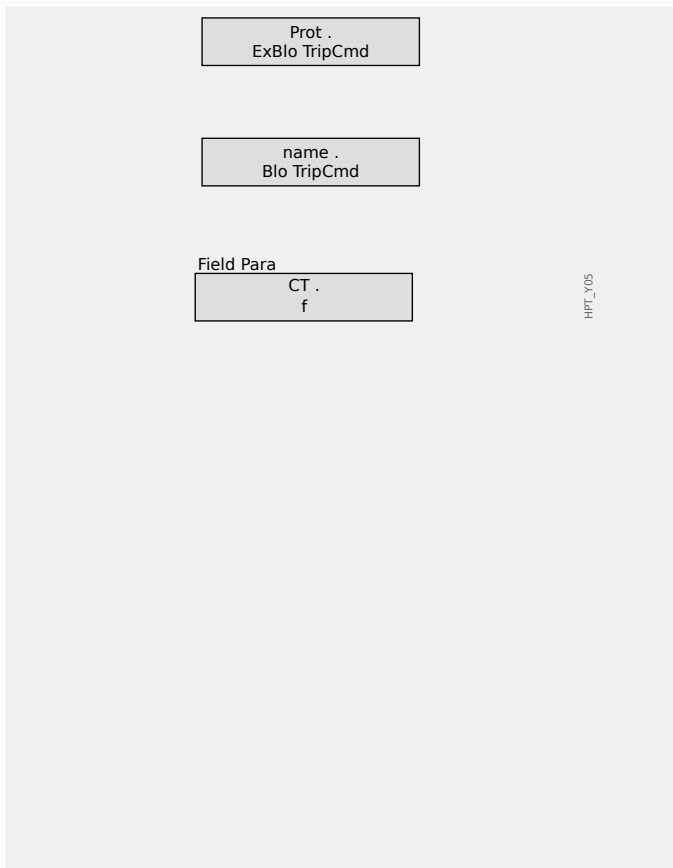 Prot .
ExBlo TripCmd
name .
Blo TripCmd
Field Para
CT .
f
HPT_Y05